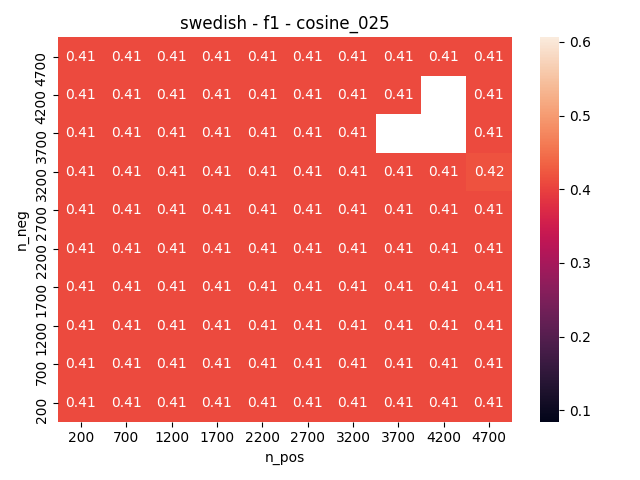 swedish - f1 - cosine_025
4700 0.41 0.41 0.41 0.41 0.41 0.41 0.41 0.41 0.41 0.41
4200 0.41 0.41 0.41 0.41 0.41 0.41 0.41 0.41 0.41
3700 0.41 0.41 0.41 0.41 0.41 0.41 0.41 0.41
3200 0.41 0.41 0.41 0.41 0.41 0.41 0.41 0.41 0.41 0.42
2700 0.41 0.41 0.41 0.41 0.41 0.41 0.41 0.41 0.41 0.41
2200 0.41 0.41 0.41 0.41 0.41 0.41 0.41 0.41 0.41 0.41
1700 0.41 0.41 0.41 0.41 0.41 0.41 0.41 0.41 0.41 0.41
1200 0.41 0.41 0.41 0.41 0.41 0.41 0.41 0.41 0.41 0.41
700 0.41 0.41 0.41 0.41 0.41 0.41 0.41 0.41 0.41 0.41
200 0.41 0.41 0.41 0.41 0.41 0.41 0.41 0.41 0.41 0.41
200 700 1200 1700 2200 2700 3200 3700 4200 4700
n_pos
n_neg
0.6
0.5
0.4
0.3
0.2
0.1